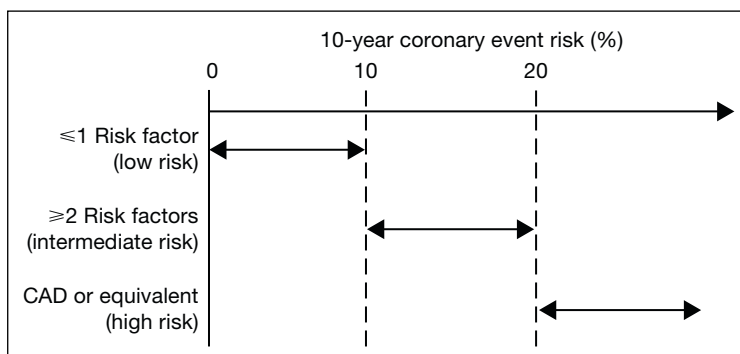 10-year coronary event risk (%)
0 10 20
⩽1 Risk factor
(low risk)
⩾2 Risk factors
(intermediate risk)
CAD or equivalent
(high risk)